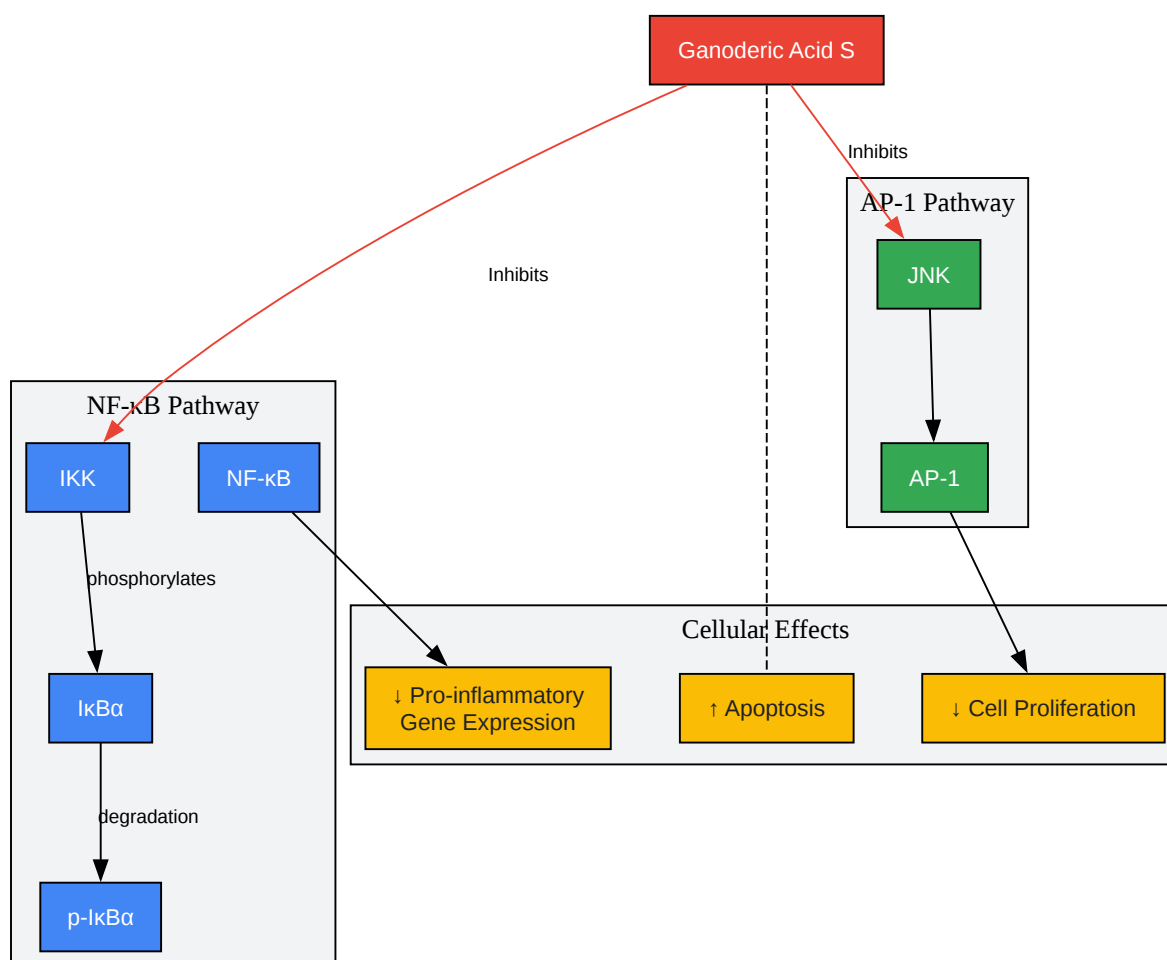 Ganoderic Acid S
Inhibits
AP-1 Pathway
Inhibits
JNK
NF-κB Pathway
IKK
NF-κB
AP-1
phosphorylates
Cellular Effects
↓ Pro-inflammatory
Gene Expression
↑ Apoptosis
↓ Cell Proliferation
IκBα
degradation
p-IκBα